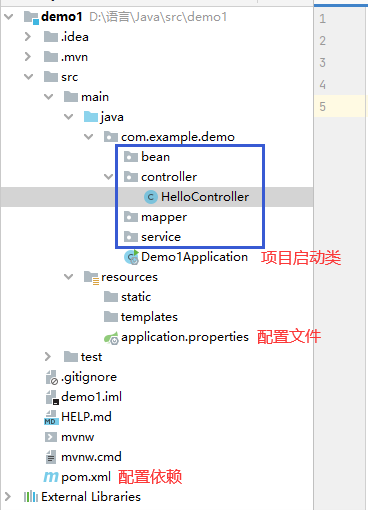 demo1 D:\语言\Java\src\demo1
.idea
.mvn
src
main
java
com.example.demo
bean
controller
HelloController
mapper
service
Demo1Application 项目启动类
resources
static
templates
application.properties 配置文件
test
.gitignore
demo1.iml
HELP.md
mvnw
mvnw.cmd
pom.xml 配置依赖
External Libraries
1
2
3
4
5